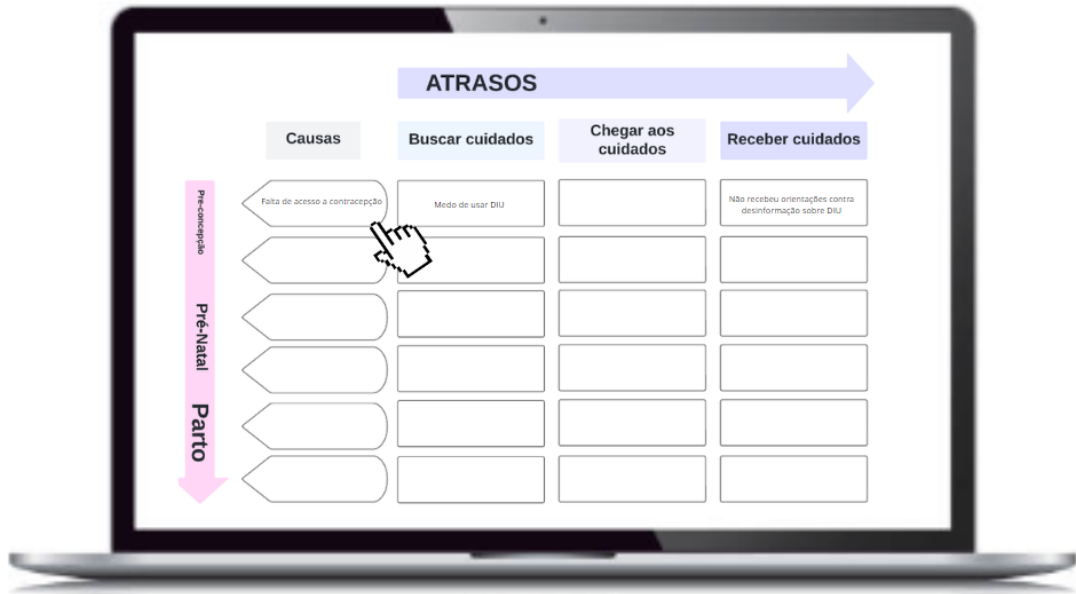 ATRASOS
Causas
Buscar cuidados
Chegar aos
cuidados
Receber cuidados
Pre-concepção
Falta de acesso a contracepção
Medo de usar DIU
Não recebeu orientações contra
desinformação sobre DIU
Pré-Natal
Parto